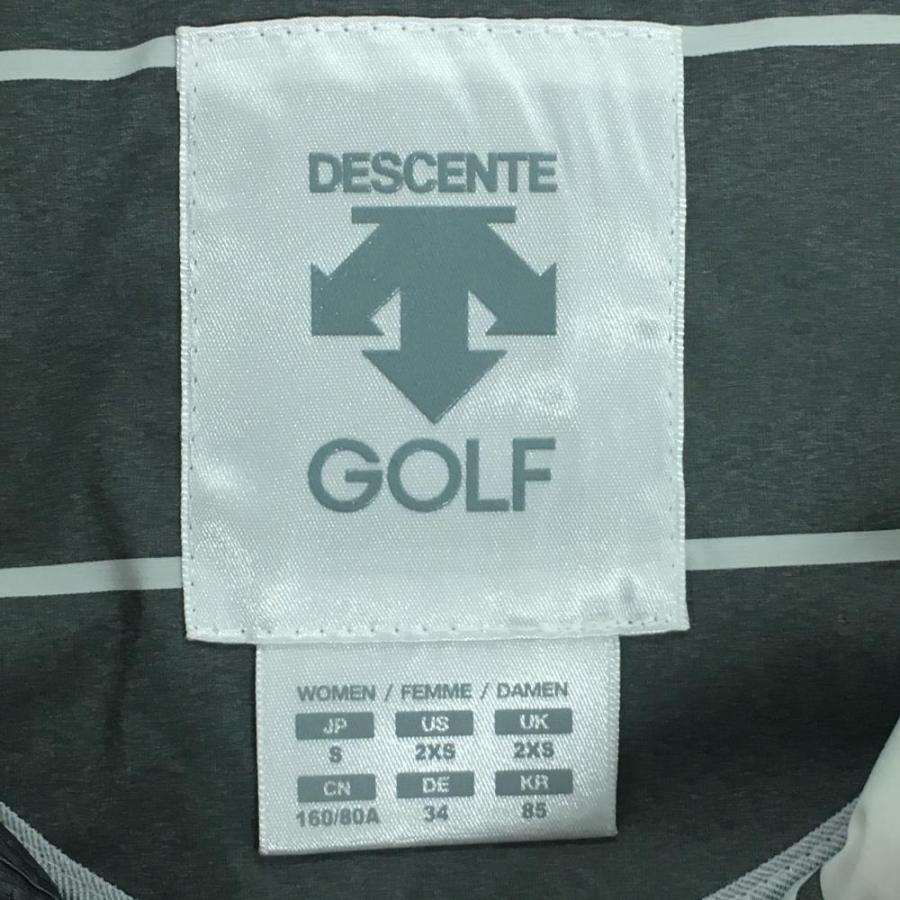 DESCENTE
GOLF
WOMEN / FEMME / DAMEN
JP US UK
S 2XS 2XS
CN DE KR
160/80A 34 85